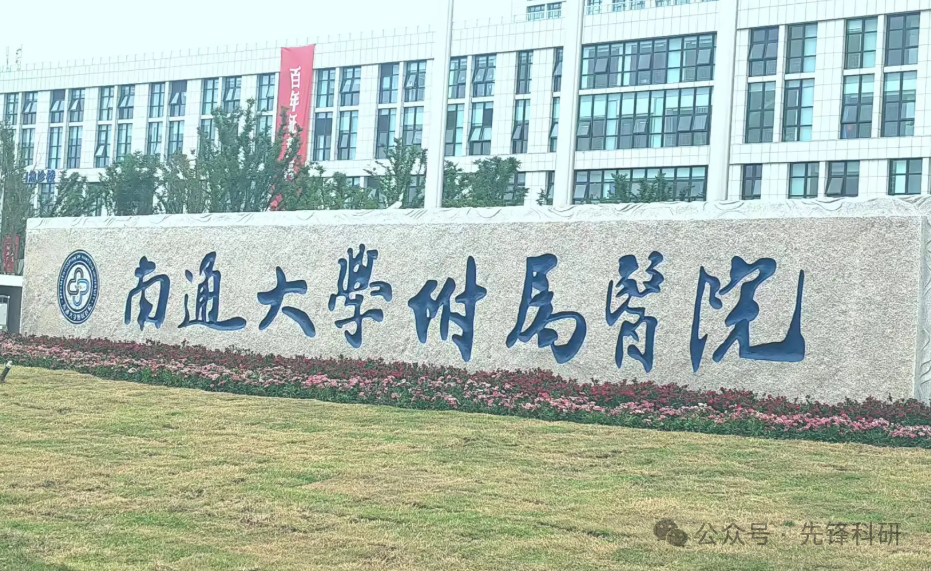 百年
南通大學附属醫院
公众号 · 先锋科研